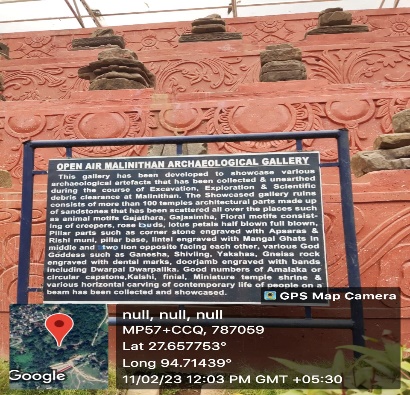 OPEN AIR MALINITHAN ARCHAEOLOGICAL GALLERY
This gallery has been developed to showcase various
archaeological artefacts that has been collected & unearthed
during the course of Excavation, Exploration & Scientific
debris clearance at Malinithan. The Showcased gallery ruins
consists of more than 100 temples architectural parts made up
of sandstones that has been scattered all over the places such
as animal motifs Gajathara, Gajasimha, Floral motifs consist-
ing of creepers, rose buds, lotus petals half blown full blown,
Pillar parts such as corner stone engraved with Apsaras &
Rishi muni, pillar base, lintel engraved with Mangal Ghats in
middle and two lion opposite facing each other, various God
Goddess such as Ganesha, Shivling, Yakshas, Gneiss rock
engraved with dental marks, doorjamb engraved with bands
including Dwarpal Dwarpalika. Good numbers of Amalaka or
circular capstone, Kalshi, finial, Miniature temple shrine &
various horizontal carving of contemporary life of people on a
beam has been collected and showcased.
GPS Map Camera
null, null, null
MP57+CCQ, 787059
Lat 27.657753°
Long 94.71439°
11/02/23 12:03 PM GMT +05:30
Google